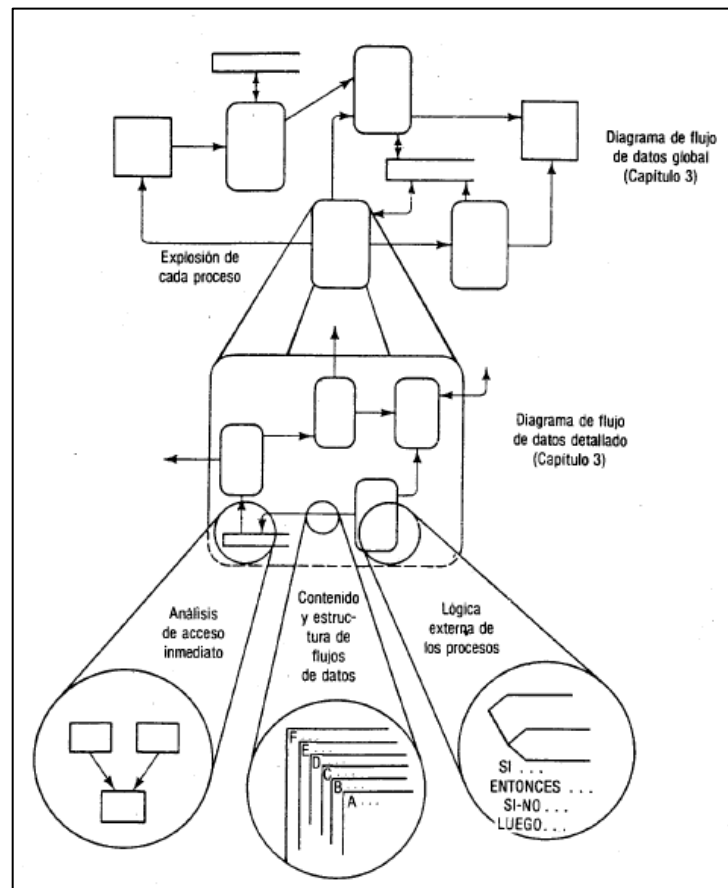 Diagrama de flujo
de datos global
(Capítulo 3)
Explosión de
cada proceso
Diagrama de flujo
de datos detallado
(Capítulo 3)
Análisis
de acceso
inmediato
Contenido
y estruc-
tura de
flujos
de datos
Lógica
externa de
los procesos
F...
E...
D...
C...
B...
A...
SI ...
ENTONCES ...
SI-NO ...
LUEGO...